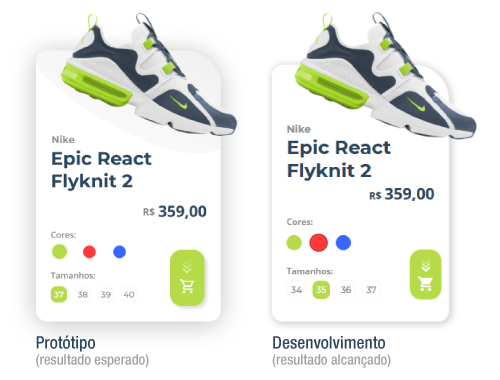 Nike
Epic React
Flyknit 2
R$ 359,00
Cores:
Tamanhos:
37 38 39 40
Protótipo
(resultado esperado)
Nike
Epic React
Flyknit 2
R$ 359,00
Cores:
Tamanhos:
34 35 36 37
Desenvolvimento
(resultado alcançado)